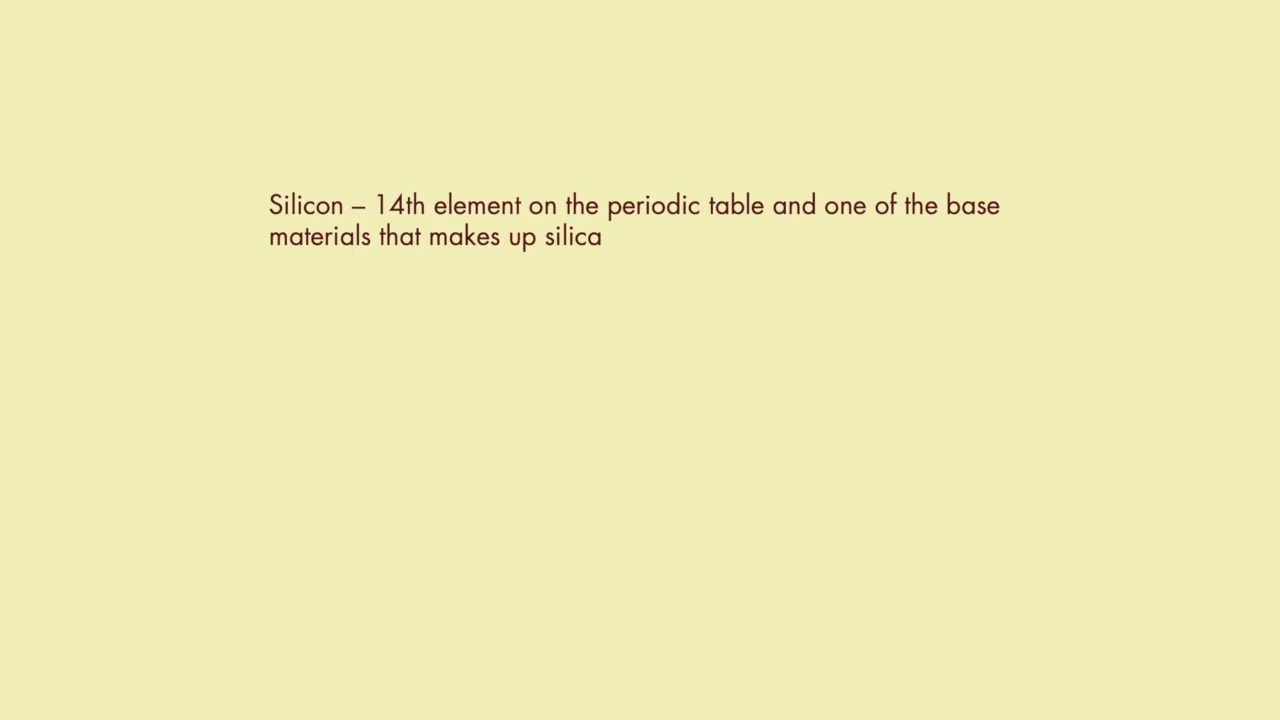 Silicon – 14th element on the periodic table and one of the base
materials that makes up silica